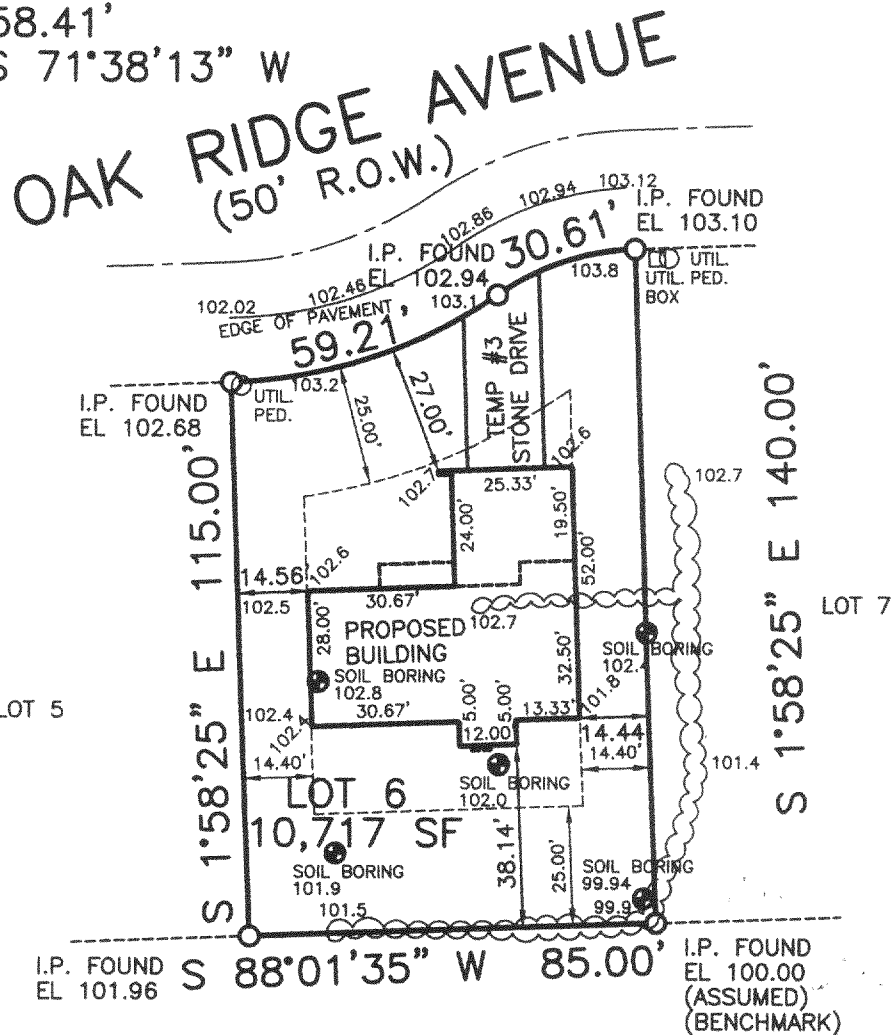 58.41'
S 71°38'13" W
OAK RIDGE AVENUE
(50' R.O.W.)
103.12
102.94
102.86
I.P. FOUND
EL 103.10
I.P. FOUND
EL 102.94
30.61'
103.8
UTIL.
UTIL. PED.
BOX
102.02
102.46
103.1
EDGE OF PAVEMENT
59.21'
103.2
I.P. FOUND
EL 102.68
UTIL.
PED.
25.00'
27.00'
TEMP #3
STONE DRIVE
102.6
102.7
25.33'
102.7
S 1°58'25" E 115.00'
S 1°58'25" E 140.00'
24.00'
19.50'
52.00'
14.56'
102.6
102.5
30.67'
102.7
LOT 7
28.00'
PROPOSED
BUILDING
32.50'
SOIL BORING
102.4
SOIL BORING
102.8
101.8
LOT 5
102.4
102.4
30.67'
5.00'
5.00'
13.33'
12.00
14.44
14.40'
14.40'
101.4
SOIL BORING
102.0
LOT 6
10,717 SF
38.14'
25.00'
SOIL BORING
101.9
SOIL BORING
99.94
101.5
99.9
I.P. FOUND
EL 101.96
S 88°01'35" W 85.00'
I.P. FOUND
EL 100.00
(ASSUMED)
(BENCHMARK)